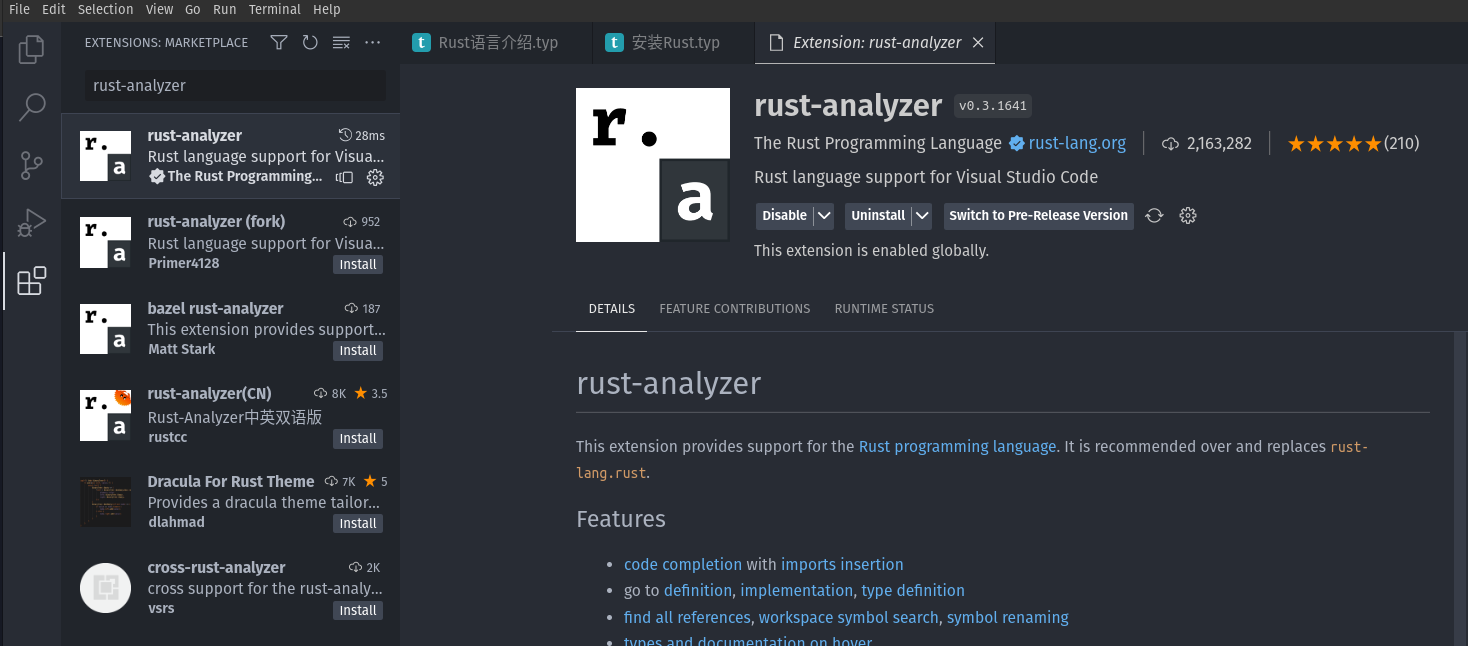 File Edit Selection View Go Run Terminal Help
EXTENSIONS: MARKETPLACE
rust-analyzer
rust-analyzer 28ms
Rust language support for Visua...
The Rust Programming...
rust-analyzer (fork) 952
Rust language support for Visua...
Primer4128 Install
bazel rust-analyzer 187
This extension provides support...
Matt Stark Install
rust-analyzer(CN) 8K 3.5
Rust-Analyzer中英双语版
rustcc Install
Dracula For Rust Theme 7K 5
Provides a dracula theme tailor...
dlahmad Install
cross-rust-analyzer 2K
cross support for the rust-analy...
vsrs Install
t Rust语言介绍.typ t 安装Rust.typ Extension: rust-analyzer
r.
a
rust-analyzer v0.3.1641
The Rust Programming Language rust-lang.org 2,163,282 (210)
Rust language support for Visual Studio Code
Disable Uninstall Switch to Pre-Release Version
This extension is enabled globally.
DETAILS FEATURE CONTRIBUTIONS RUNTIME STATUS
rust-analyzer
This extension provides support for the Rust programming language. It is recommended over and replaces rust-
lang.rust.
Features
• code completion with imports insertion
• go to definition, implementation, type definition
• find all references, workspace symbol search, symbol renaming
• types and documentation on hover